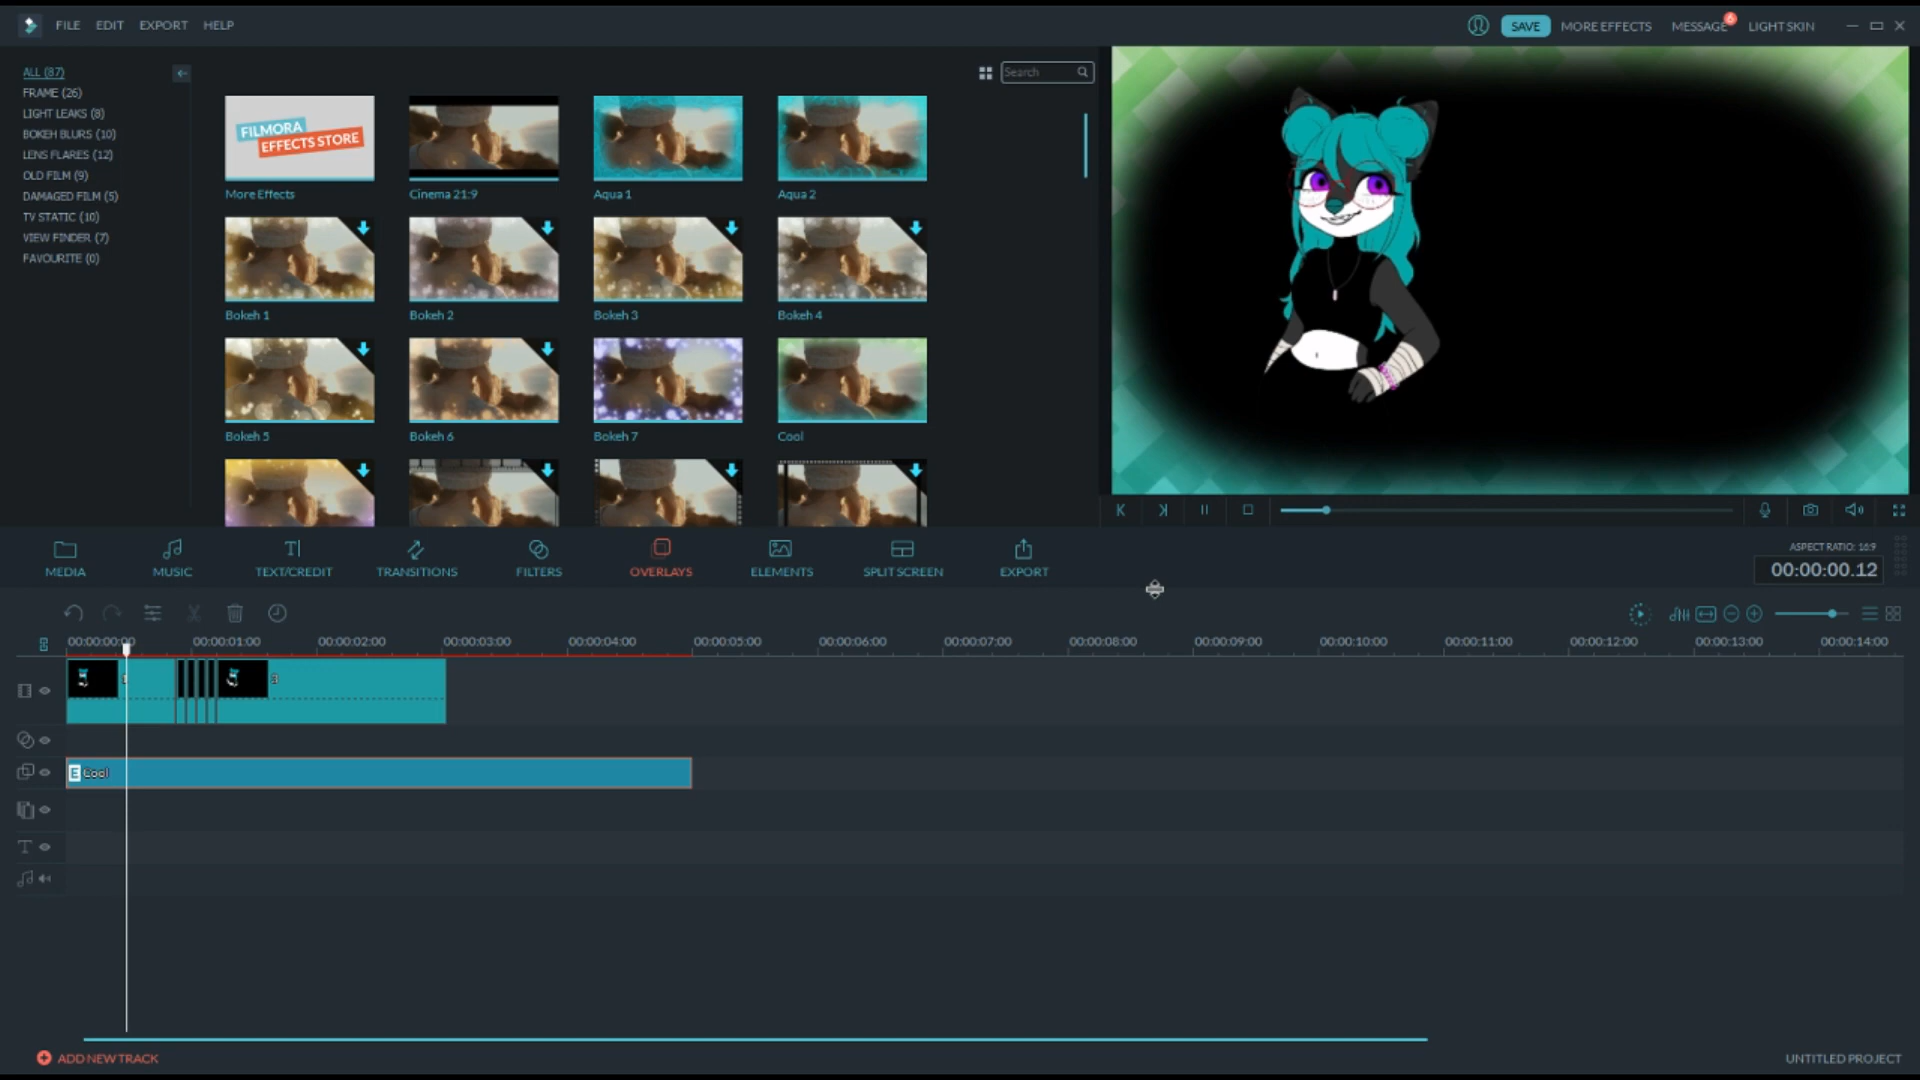 FILE EDIT EXPORT HELP
SAVE MORE EFFECTS MESSAGE 6 LIGHT SKIN
ALL (87)
FRAME (26)
LIGHT LEAKS (8)
BOKEH BLURS (10)
LENS FLARES (12)
OLD FILM (9)
DAMAGED FILM (5)
TV STATIC (10)
VIEW FINDER (7)
FAVOURITE (0)
Search
FILMORA
EFFECTS STORE
More Effects Cinema 21:9 Aqua 1 Aqua 2
Bokeh 1 Bokeh 2 Bokeh 3 Bokeh 4
Bokeh 5 Bokeh 6 Bokeh 7 Cool
MEDIA MUSIC TEXT/CREDIT TRANSITIONS FILTERS OVERLAYS ELEMENTS SPLIT SCREEN EXPORT
ASPECT RATIO: 16:9
00:00:00.12
00:00:00:00 00:00:01:00 00:00:02:00 00:00:03:00 00:00:04:00 00:00:05:00 00:00:06:00 00:00:07:00 00:00:08:00 00:00:09:00 00:00:10:00 00:00:11:00 00:00:12:00 00:00:13:00 00:00:14:00
3
E Cool
ADD NEW TRACK
UNTITLED PROJECT